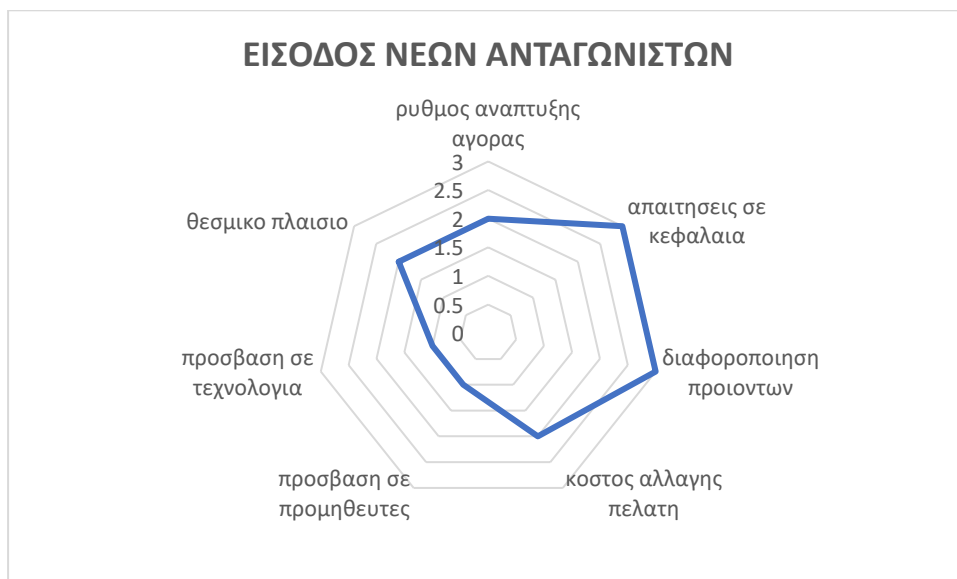 ΕΙΣΟΔΟΣ ΝΕΩΝ ΑΝΤΑΓΩΝΙΣΤΩΝ
ρυθμος αναπτυξης
αγορας
3
2.5
2
1.5
1
0.5
0
απαιτησεις σε
κεφαλαια
διαφοροποιηση
προιοντων
κοστος αλλαγης
πελατη
προσβαση σε
προμηθευτες
προσβαση σε
τεχνολογια
θεσμικο πλαισιο